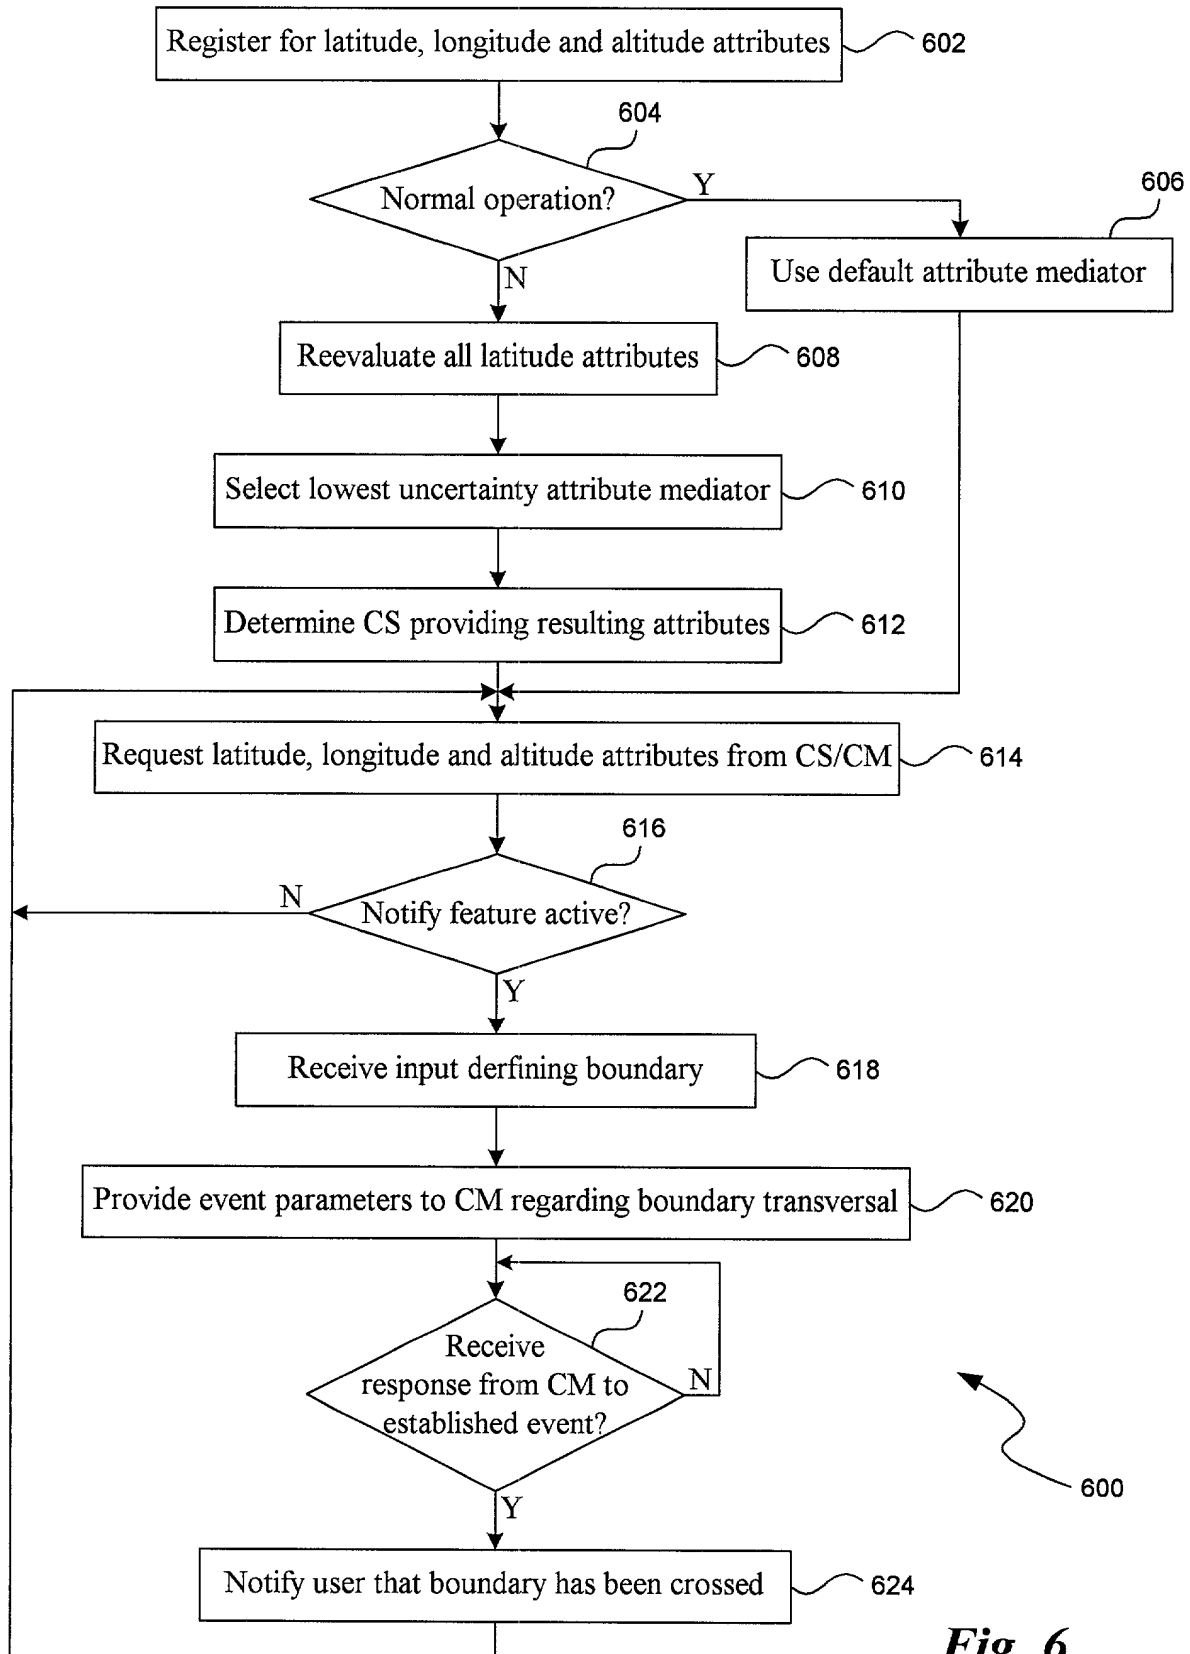 Register for latitude, longitude and altitude attributes
602
604
Normal operation?
Y
606
Use default attribute mediator
N
Reevaluate all latitude attributes
608
Select lowest uncertainty attribute mediator
610
Determine CS providing resulting attributes
612
Request latitude, longitude and altitude attributes from CS/CM
614
616
N
Notify feature active?
Y
Receive input derfining boundary
618
Provide event parameters to CM regarding boundary transversal
620
622
Receive
response from CM to
established event?
N
600
Y
Notify user that boundary has been crossed
624
Fig. 6